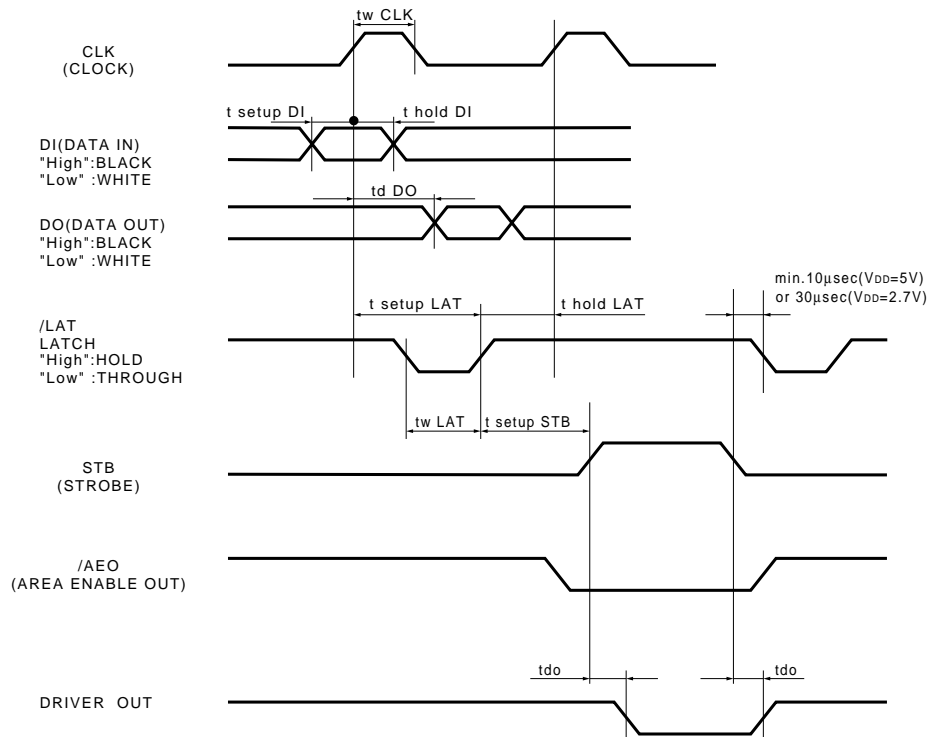 tw CLK
CLK
(CLOCK)
t setup DI
t hold DI
DI(DATA IN)
"High":BLACK
"Low" :WHITE
td DO
DO(DATA OUT)
"High":BLACK
"Low" :WHITE
min.10μsec(VDD=5V)
or 30μsec(VDD=2.7V)
t setup LAT
t hold LAT
/LAT
LATCH
"High":HOLD
"Low" :THROUGH
tw LAT
t setup STB
STB
(STROBE)
/AEO
(AREA ENABLE OUT)
tdo
tdo
DRIVER OUT